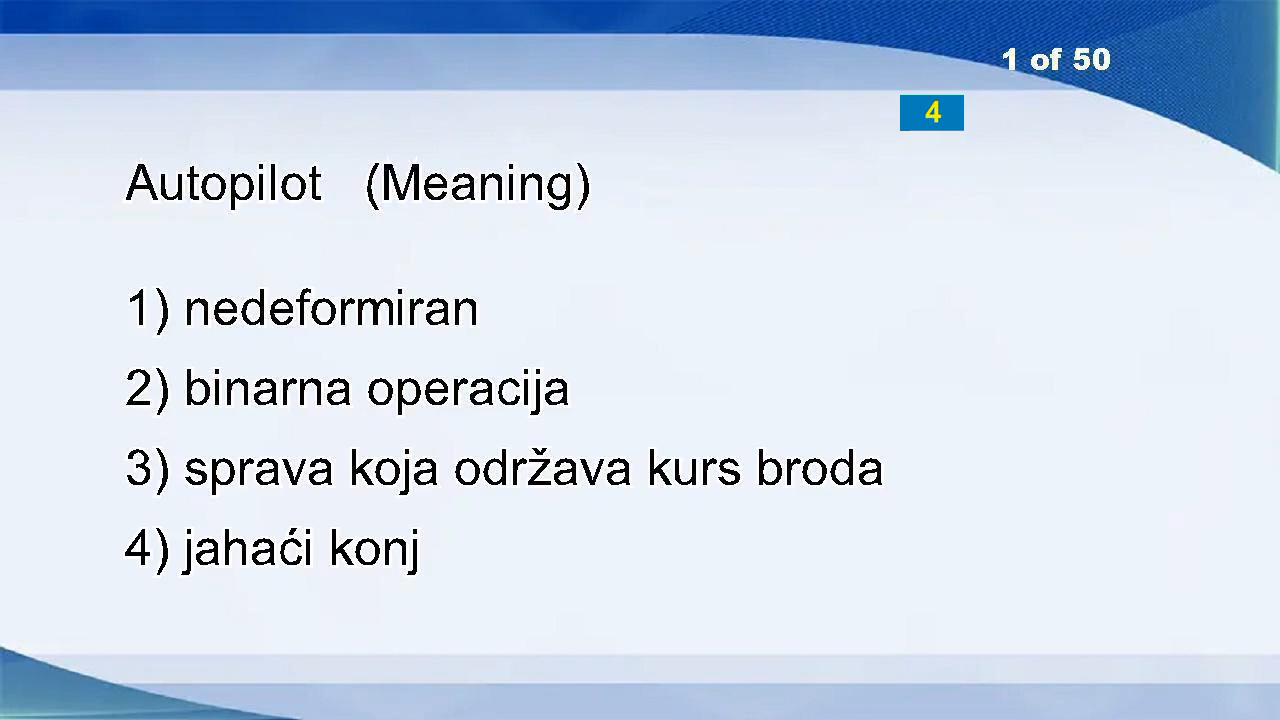 1 of 50
4
Autopilot (Meaning)
1) nedeformiran
2) binarna operacija
3) sprava koja održava kurs broda
4) jahaći konj